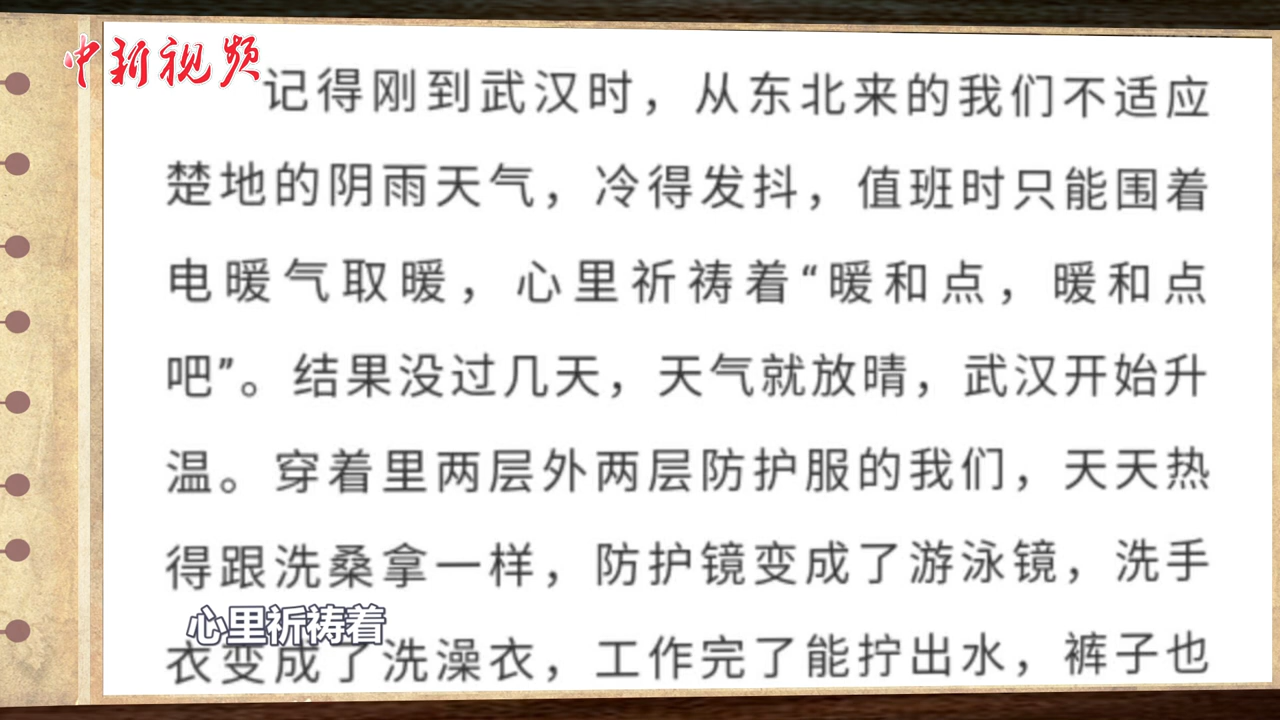 中新视频
记得刚到武汉时，从东北来的我们不适应
楚地的阴雨天气，冷得发抖，值班时只能围着
电暖气取暖，心里祈祷着“暖和点，暖和点
吧”。结果没过几天，天气就放晴，武汉开始升
温。穿着里两层外两层防护服的我们，天天热
得跟洗桑拿一样，防护镜变成了游泳镜，洗手
衣变成了洗澡衣，工作完了能拧出水，裤子也
心里祈祷着